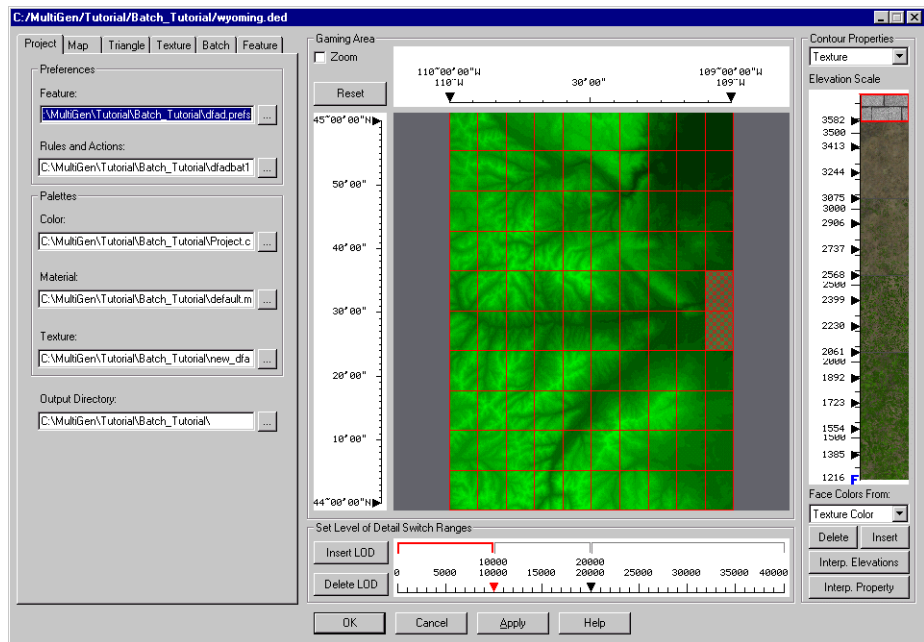 C:/MultiGen/Tutorial/Batch_Tutorial/wyoming.ded
Project Map Triangle Texture Batch Feature
Preferences
Feature:
:\MultiGen\Tutorial\Batch_Tutorial\dfad.prefs ...
Rules and Actions:
C:\MultiGen\Tutorial\Batch_Tutorial\dfadbat1 ...
Palettes
Color:
C:\MultiGen\Tutorial\Batch_Tutorial\Project.c ...
Material:
C:\MultiGen\Tutorial\Batch_Tutorial\default.m ...
Texture:
C:\MultiGen\Tutorial\Batch_Tutorial\new_dfa ...
Output Directory:
C:\MultiGen\Tutorial\Batch_Tutorial\ ...
Gaming Area
Zoom
Reset
110~00'00"W 109~00'00"W
110~W 30'00" 109~W
45~00'00"N
50'00"
40'00"
30'00"
20'00"
10'00"
44~00'00"N
Set Level of Detail Switch Ranges
Insert LOD
Delete LOD
10000 20000
0 5000 10000 15000 20000 25000 30000 35000 40000
Contour Properties
Texture
Elevation Scale
3582
3500
3413
3244
3075
3000
2906
2737
2568
2500
2399
2230
2061
2000
1892
1723
1554
1500
1385
1216 F
Face Colors From:
Texture Color
Delete Insert
Interp. Elevations
Interp. Property
OK Cancel Apply Help